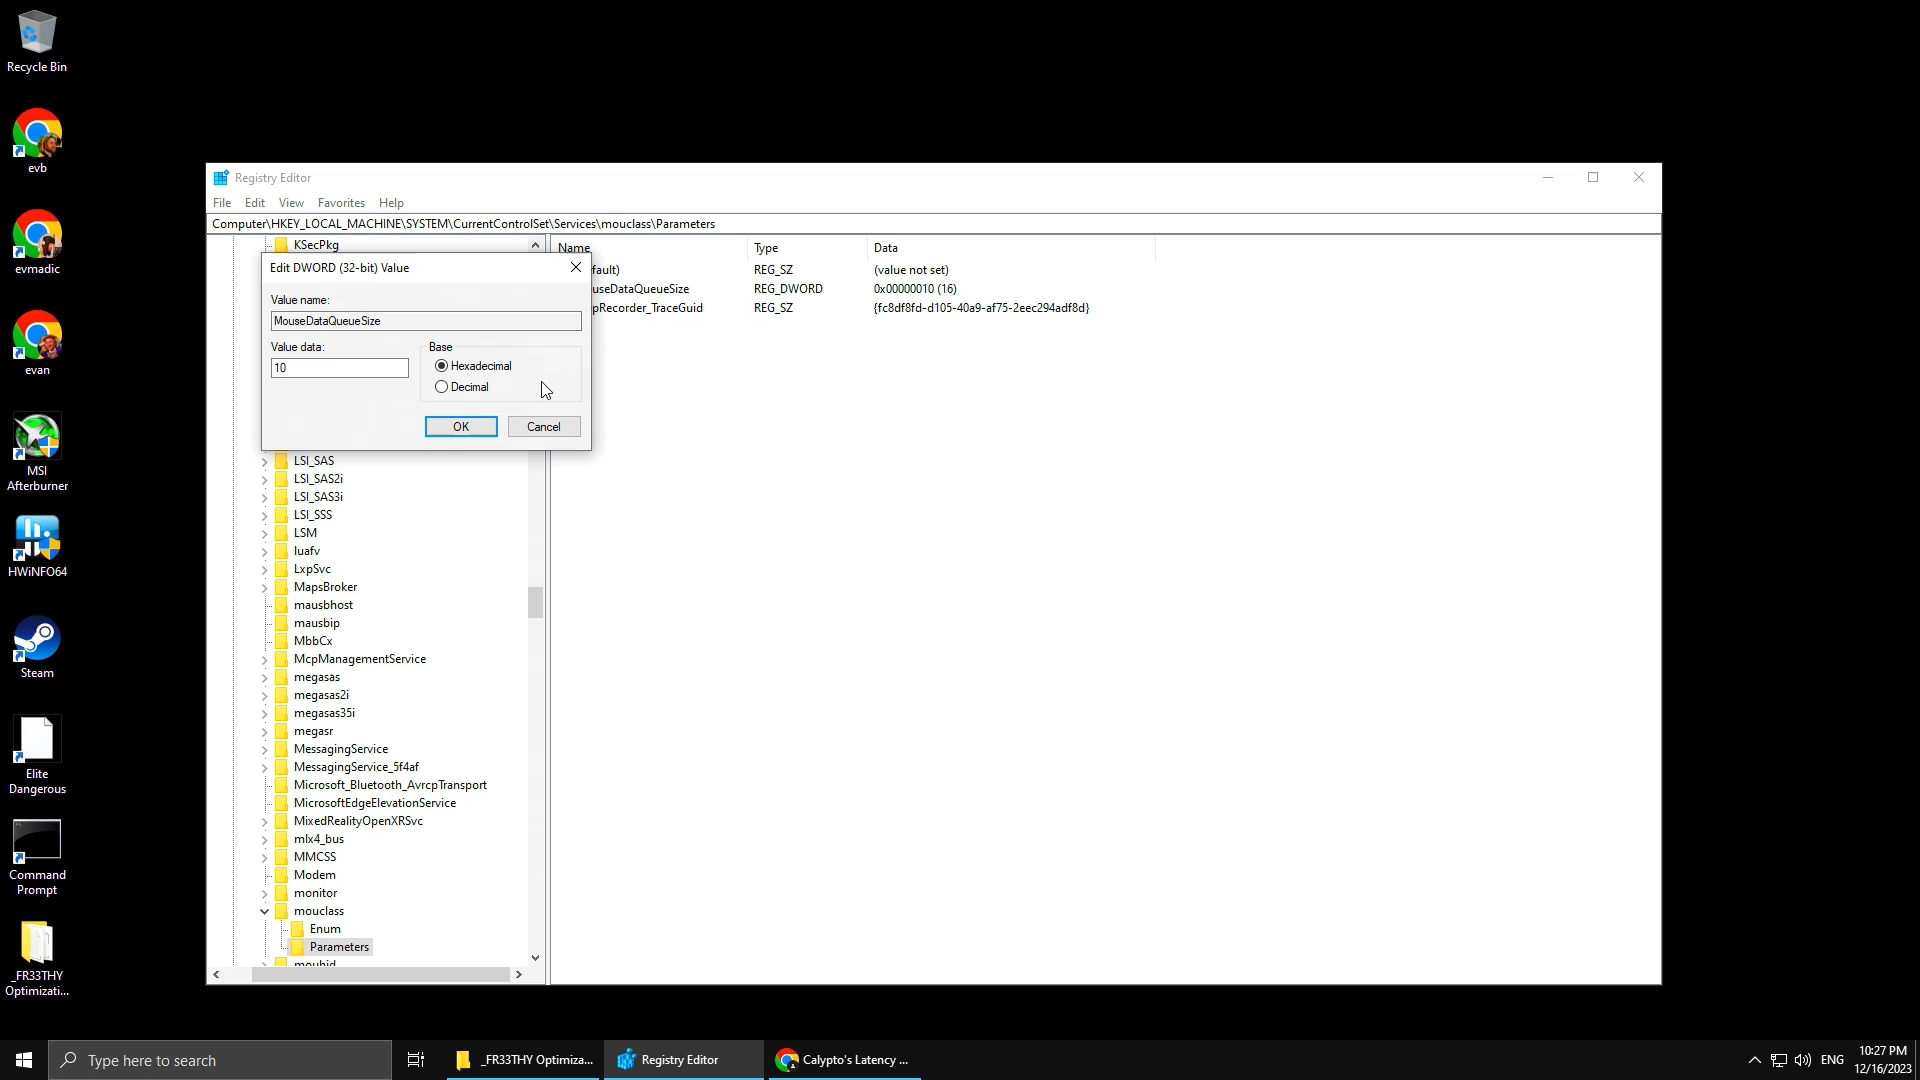 Recycle Bin
evb
evmadic
evan
MSI
Afterburner
HWiNFO64
Steam
Elite
Dangerous
Command
Prompt
_FR33THY
Optimizati...
Registry Editor
File Edit View Favorites Help
Computer\HKEY_LOCAL_MACHINE\SYSTEM\CurrentControlSet\Services\mouclass\Parameters
KSecPkg
Edit DWORD (32-bit) Value
Value name:
MouseDataQueueSize
Value data:
10
Base
Hexadecimal
Decimal
OK
Cancel
Name Type Data
fault) REG_SZ (value not set)
useDataQueueSize REG_DWORD 0x00000010 (16)
pRecorder_TraceGuid REG_SZ {fc8df8fd-d105-40a9-af75-2eec294adf8d}
LSI_SAS
LSI_SAS2i
LSI_SAS3i
LSI_SSS
LSM
luafv
LxpSvc
MapsBroker
mausbhost
mausbip
MbbCx
McpManagementService
megasas
megasas2i
megasas35i
megasr
MessagingService
MessagingService_5f4af
Microsoft_Bluetooth_AvrcpTransport
MicrosoftEdgeElevationService
MixedRealityOpenXRSvc
mlx4_bus
MMCSS
Modem
monitor
mouclass
Enum
Parameters
mouhid
Type here to search
_FR33THY Optimiza...
Registry Editor
Calypto's Latency ...
ENG
10:27 PM
12/16/2023